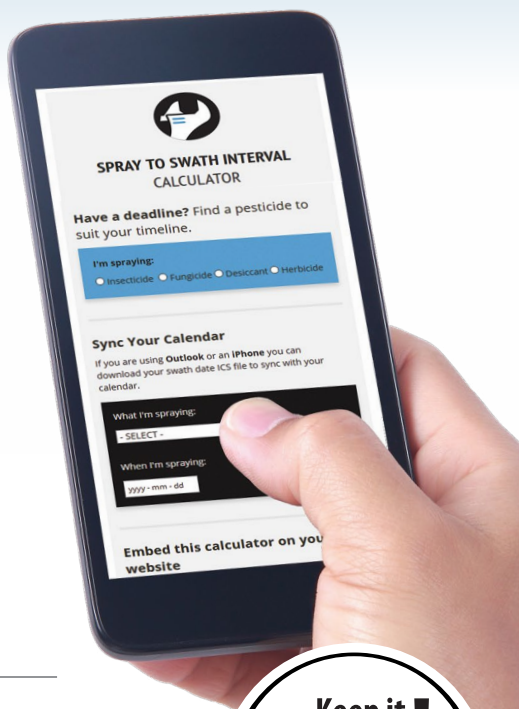 SPRAY TO SWATH INTERVAL
CALCULATOR
Have a deadline? Find a pesticide to
suit your timeline.
I'm spraying:
Insecticide Fungicide Desiccant Herbicide
Sync Your Calendar
If you are using Outlook or an iPhone you can
download your swath date ICS file to sync with your
calendar.
What I'm spraying:
- SELECT -
When I'm spraying:
yyyy - mm - dd
Embed this calculator on you
website
Keep it